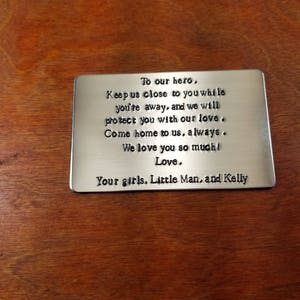 To our hero,
Keep us close to you while
you're away, and we will
protect you with our love.
Come home to us, always.
We love you so much!
Love,
Your girls, Little Man, and Kelly